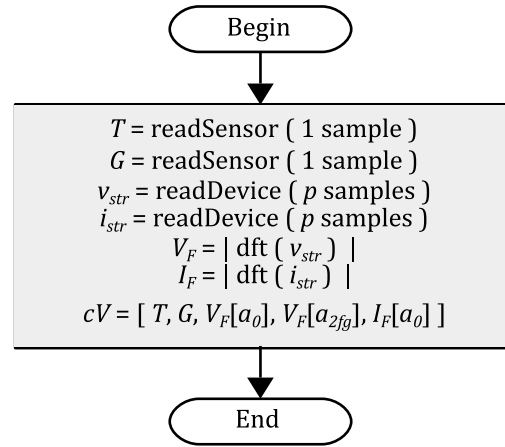 Begin
T = readSensor ( 1 sample )
G = readSensor ( 1 sample )
v_str = readDevice ( p samples )
i_str = readDevice ( p samples )
V_F = | dft ( v_str ) |
I_F = | dft ( i_str ) |
cV = [ T, G, V_F[a_0], V_F[a_2fg], I_F[a_0] ]
End